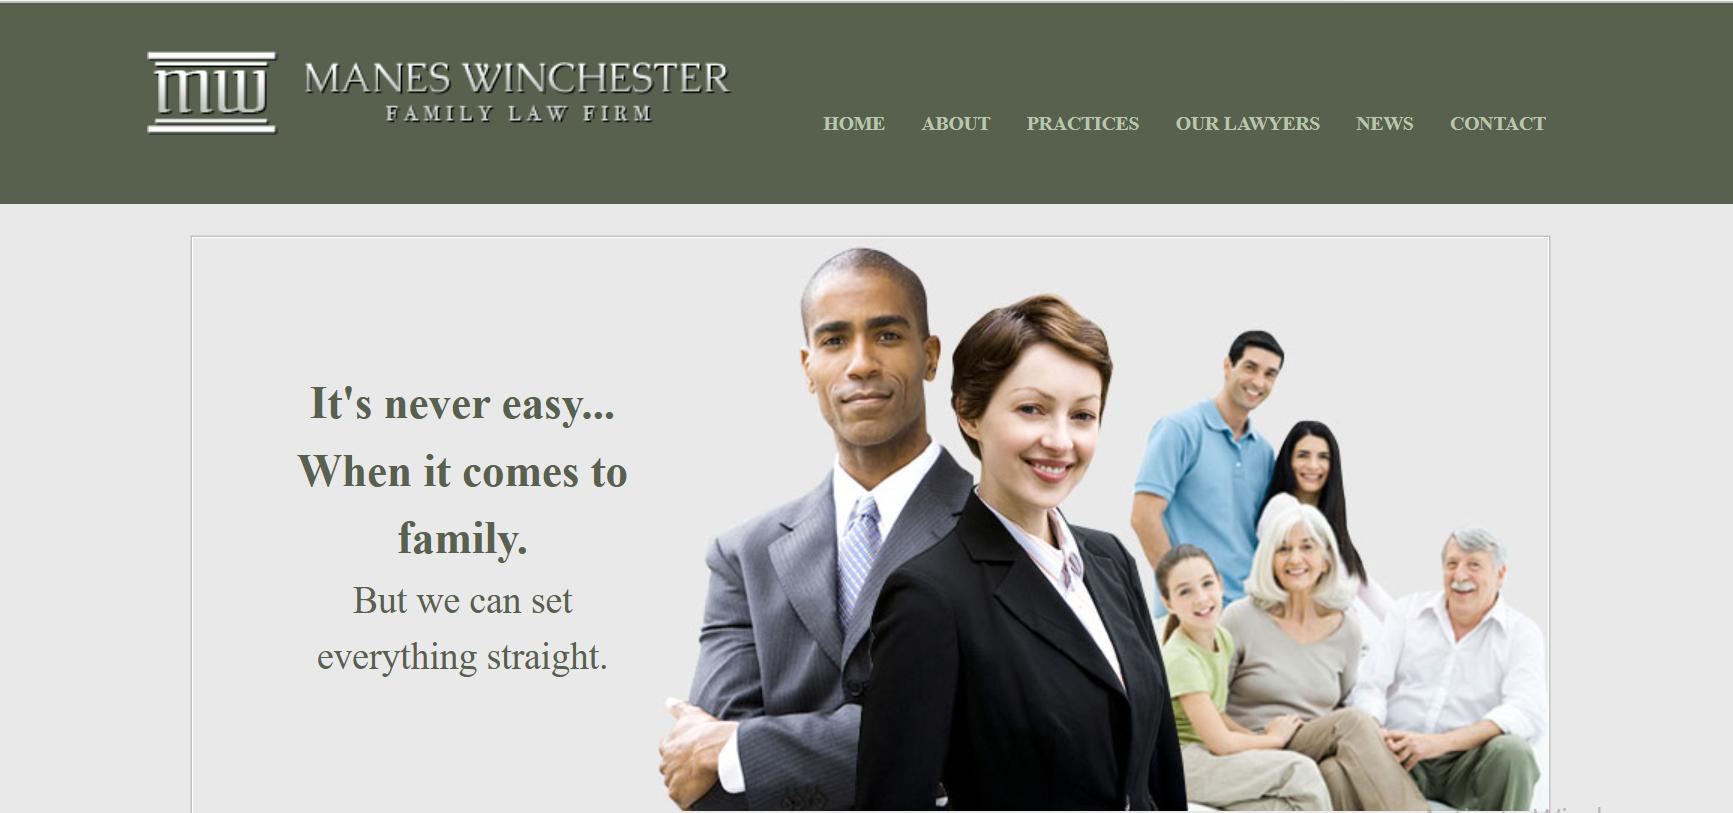 mw
MANES WINCHESTER
FAMILY LAW FIRM
HOME ABOUT PRACTICES OUR LAWYERS NEWS CONTACT
It's never easy...
When it comes to
family.
But we can set
everything straight.